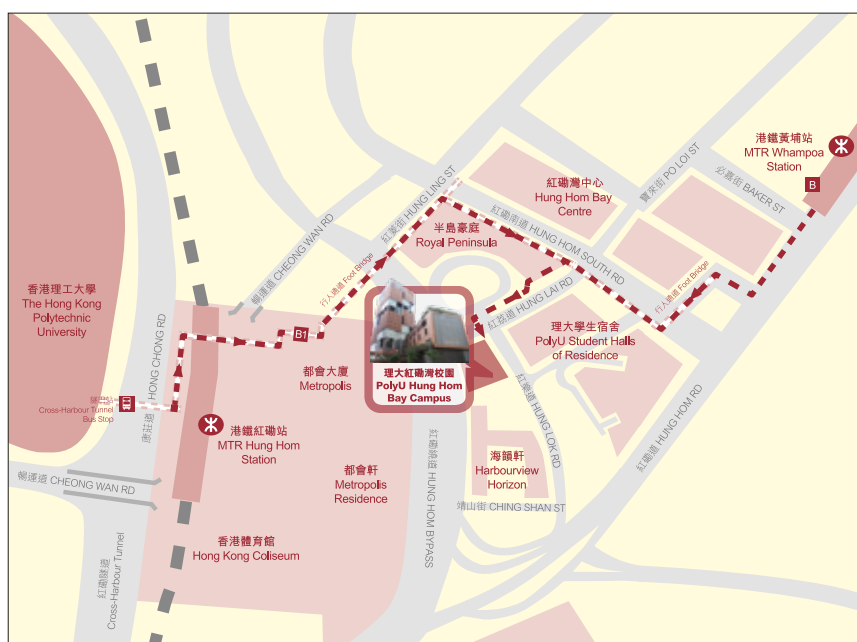 港鐵黃埔站
MTR Whampoa
Station
B
寶來街 PO LOI ST
必嘉街 BAKER ST
紅磡灣中心
Hung Hom Bay
Centre
紅菱街 HUNG LING ST
紅磡南道 HUNG HOM SOUTH RD
半島豪庭
Royal Peninsula
暢運道 CHEONG WAN RD
行人通道 Foot Bridge
行人通道 Foot Bridge
香港理工大學
The Hong Kong
Polytechnic
University
康莊道 HONG CHONG RD
B1
紅荔道 HUNG LAI RD
理大學生宿舍
PolyU Student Halls
of Residence
都會大廈
Metropolis
理大紅磡灣校園
PolyU Hung Hom
Bay Campus
隧道站
Cross-Harbour Tunnel
Bus Stop
港鐵紅磡站
MTR Hung Hom
Station
紅樂道 HUNG LOK RD
紅磡道 HUNG HOM RD
紅磡繞道 HUNG HOM BYPASS
海韻軒
Harbourview
Horizon
都會軒
Metropolis
Residence
暢運道 CHEONG WAN RD
靖山街 CHING SHAN ST
香港體育館
Hong Kong Coliseum
紅磡隧道
Cross-Harbour Tunnel